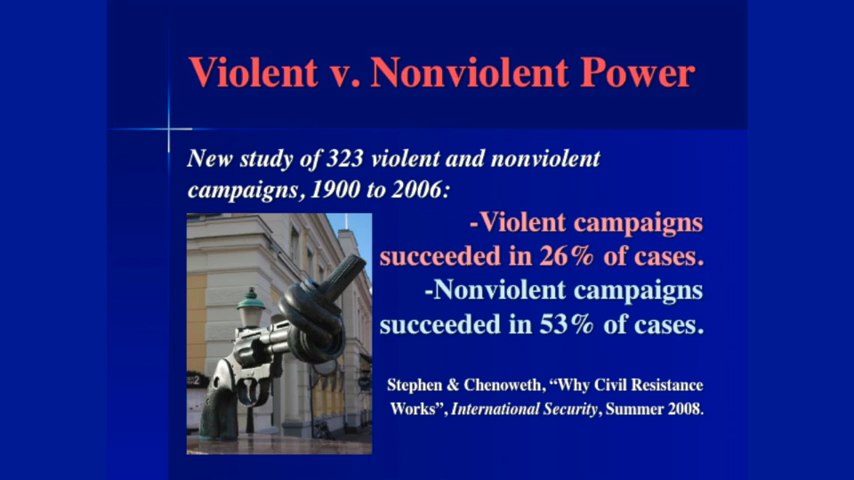 Violent v. Nonviolent Power
New study of 323 violent and nonviolent
campaigns, 1900 to 2006:
-Violent campaigns
succeeded in 26% of cases.
-Nonviolent campaigns
succeeded in 53% of cases.
Stephen & Chenoweth, “Why Civil Resistance
Works”, International Security, Summer 2008.